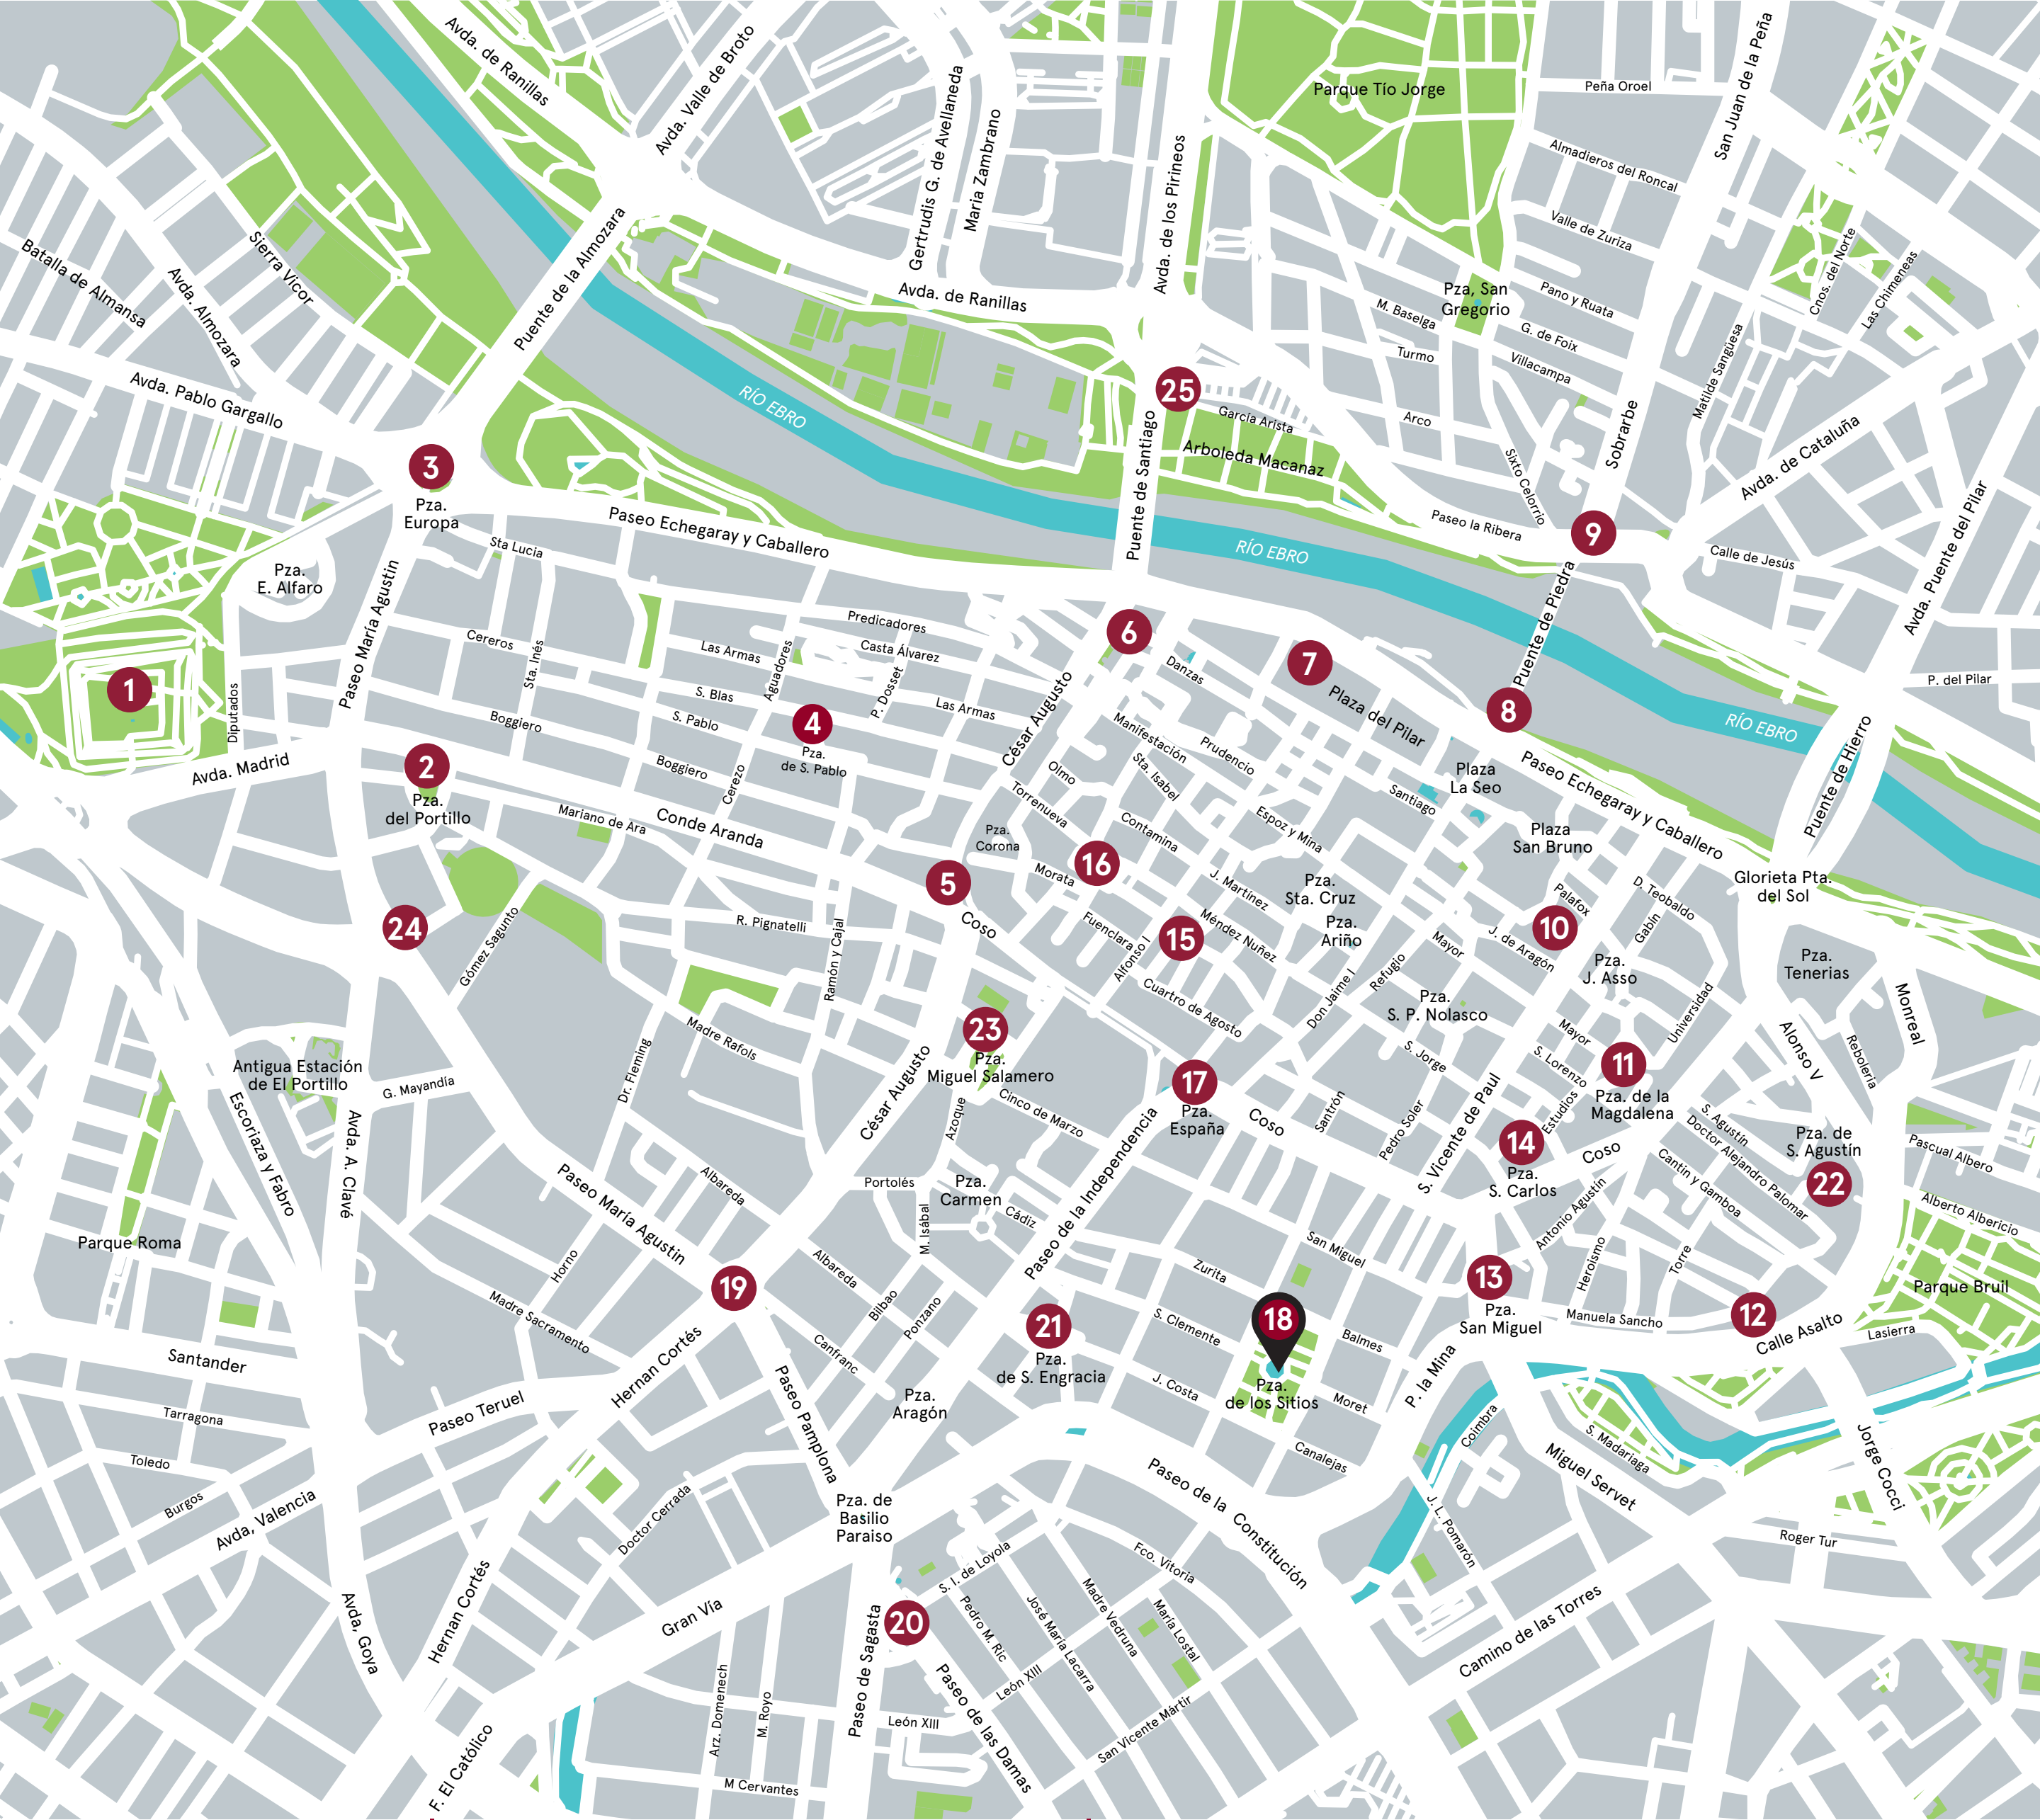 Avda. de Ranillas
Avda. Valle de Broto
Gertrudis G. de Avellaneda
Maria Zambrano
Avda. de los Pirineos
Parque Tío Jorge
Peña Oroel
San Juan de la Peña
Almadieros del Roncal
Valle de Zuriza
Cnos. del Norte
Las Chimeneas
Batalla de Almansa
Avda. Almozara
Sierra Vicor
Puente de la Almozara
Avda. de Ranillas
Pza, San
Gregorio
Pano y Ruata
M. Baselga
G. de Foix
Turmo
Villacampa
Matilde Sangüesa
Avda. Pablo Gargallo
RÍO EBRO
25
García Arista
Arco
Sobrarbe
Avda. de Cataluña
3
Pza.
Europa
Puente de Santiago
Arboleda Macanaz
Sixto Celorrio
Paseo la Ribera
9
Avda. Puente del Pilar
Paseo Echegaray y Caballero
RÍO EBRO
Calle de Jesús
Sta Lucia
Pza.
E. Alfaro
Paseo María Agustin
Puente de Piedra
Predicadores
6
Cereros
Sta. Inés
Las Armas
Casta Álvarez
Aguadores
P. Dosset
Danzas
7
1
Diputados
P. del Pilar
S. Blas
Las Armas
César Augusto
Plaza del Pilar
8
RÍO EBRO
Boggiero
S. Pablo
4
Pza.
de S. Pablo
Manifestación
Prudencio
Puente de Hierro
Avda. Madrid
2
Pza.
del Portillo
Boggiero
Cerezo
Olmo
Sta. Isabel
Plaza
La Seo
Paseo Echegaray y Caballero
Torrenueva
Santiago
Mariano de Ara
Conde Aranda
Pza.
Corona
Contamina
Espoz y Mina
Plaza
San Bruno
16
5
Morata
J. Martinez
Pza.
Sta. Cruz
Palafox
D. Teobaldo
Glorieta Pta.
del Sol
24
Gómez Sagunto
R. Pignatelli
Ramón y Cajal
Coso
Fuenclara
Alfonso I
15
Méndez Nuñez
Pza.
Ariño
Mayor
J. de Aragón
10
Gabín
Pza.
J. Asso
Pza.
Tenerias
Cuartro de Agosto
Don Jaime I
Refugio
Pza.
S. P. Nolasco
Universidad
Monreal
23
Pza.
Miguel Salamero
Madre Rafols
Mayor
Alonso V
Rebolería
Antigua Estación
de El Portillo
G. Mayandía
Dr. Fleming
César Augusto
Azoque
Cinco de Marzo
17
Pza.
España
Coso
S. Jorge
S. Lorenzo
11
Pza. de la
Magdalena
Escoriaza y Fabro
Avda. A. Clavé
Santrón
Pedro Soler
S. Vicente de Paul
Estudios
14
Pza.
S. Carlos
Coso
S. Agustín
Doctor Alejandro Palomar
Pza. de
S. Agustín
22
Pascual Albero
Cantín y Gamboa
Paseo María Agustin
Albareda
Portolés
Pza.
Carmen
Cádiz
M. Isábal
Paseo de la Independencia
Antonio Agustín
Alberto Albericio
Parque Roma
Horno
Albareda
San Miguel
Heroismo
Torre
Zurita
19
Bilbao
Ponzano
13
Pza.
San Miguel
Parque Bruil
Madre Sacramento
Canfranc
21
Pza.
de S. Engracia
S. Clemente
18
Pza.
de los Sitios
Balmes
Manuela Sancho
12
Calle Asalto
Lasierra
Santander
Hernan Cortés
J. Costa
Moret
P. la Mina
Paseo Teruel
Paseo Pamplona
Pza.
Aragón
Tarragona
Canalejas
Coimbra
S. Madariaga
Toledo
Miguel Servet
Jorge Cocci
Burgos
Avda, Valencia
Doctor Cerrada
Pza. de
Basilio
Paraiso
Paseo de la Constitución
J. L. Pomarón
Roger Tur
Avda, Goya
Hernan Cortés
Gran Vía
S. I. de Loyola
Fco. Vitoria
20
Pedro M. Ric
José María Lacarra
Madre Vedruna
María Lostal
Camino de las Torres
Paseo de Sagasta
León XIII
León XIII
Paseo de las Damas
San Vicente Mártir
Arz. Domenech
M. Royo
F. El Católico
M Cervantes